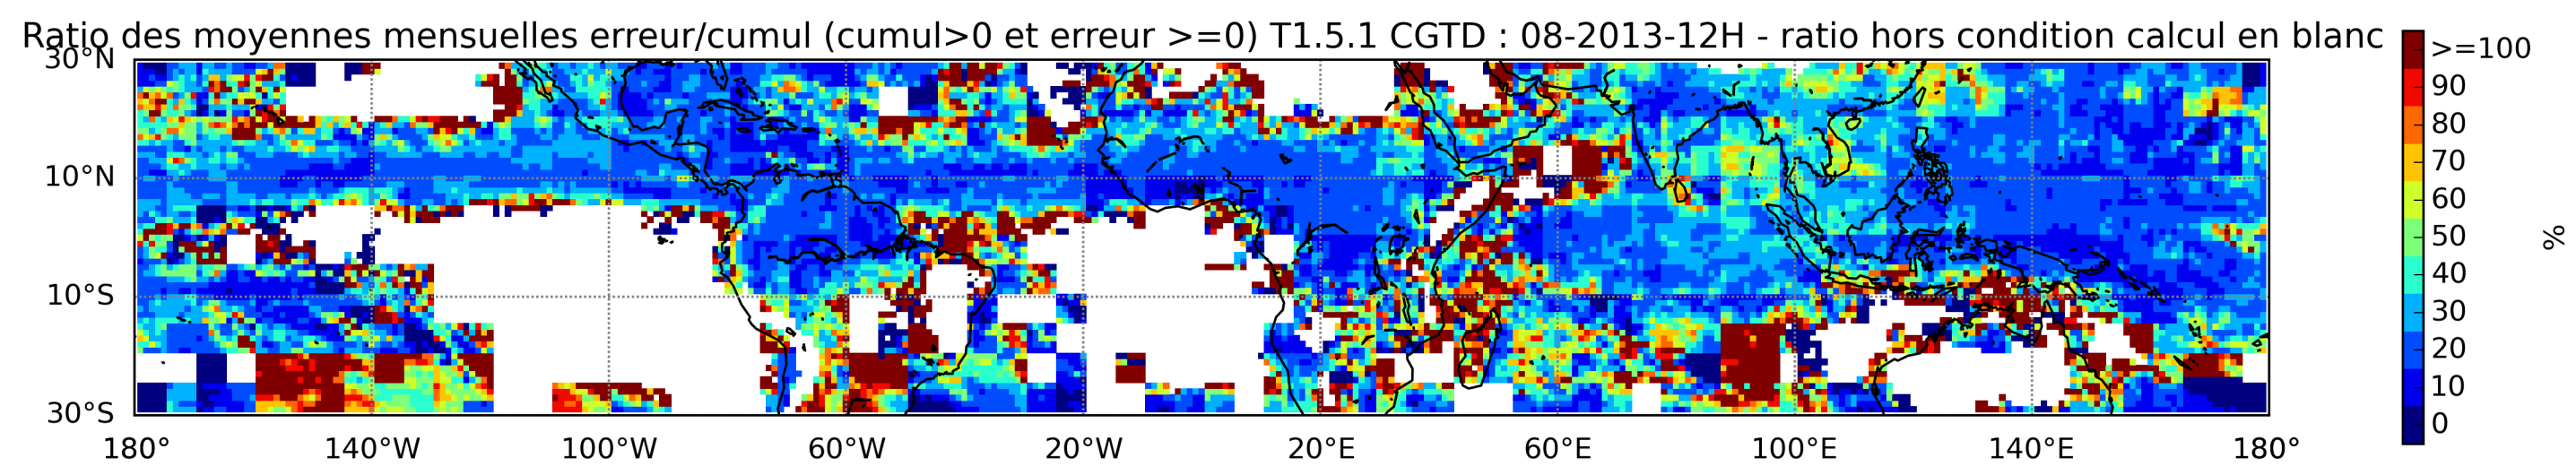 Ratio des moyennes mensuelles erreur/cumul (cumul>0 et erreur >=0) T1.5.1 CGTD : 08-2013-12H - ratio hors condition calcul en blanc
30°N
10°N
10°S
30°S
180°
140°W
100°W
60°W
20°W
20°E
60°E
100°E
140°E
180°
>=100
90
80
70
60
50
40
30
20
10
0
%